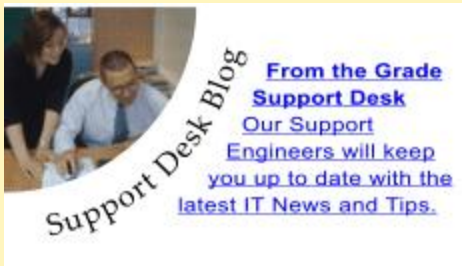 Support Desk Blog
From the Grade
Support Desk
Our Support
Engineers will keep
you up to date with the
latest IT News and Tips.